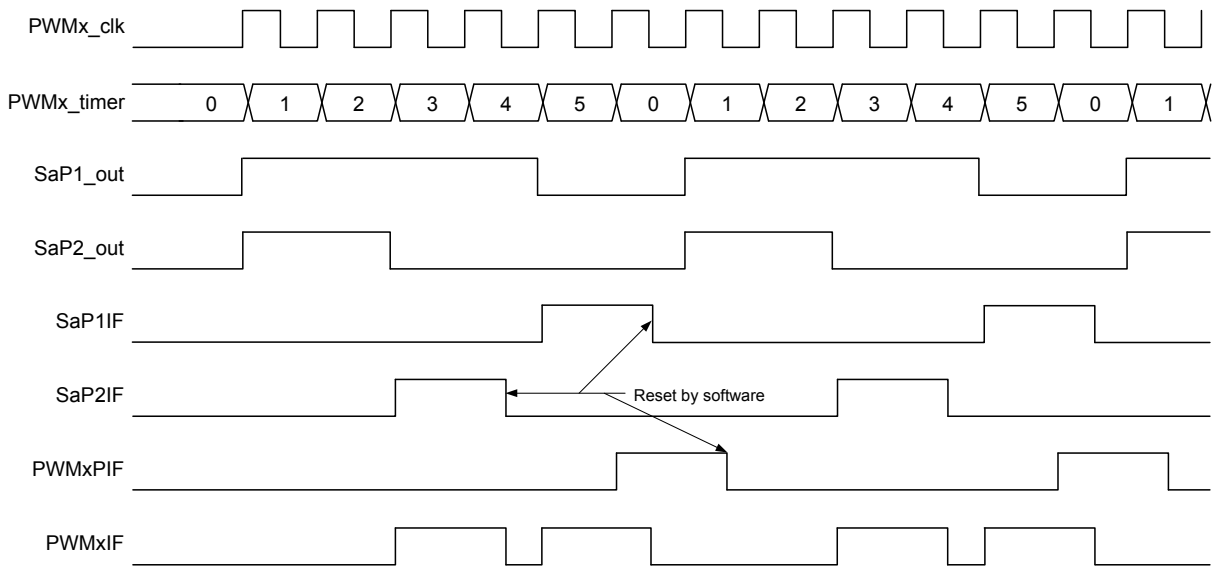 PWMx_clk
PWMx_timer 0 1 2 3 4 5 0 1 2 3 4 5 0 1
SaP1_out
SaP2_out
SaP1IF
SaP2IF Reset by software
PWMxPIF
PWMxIF